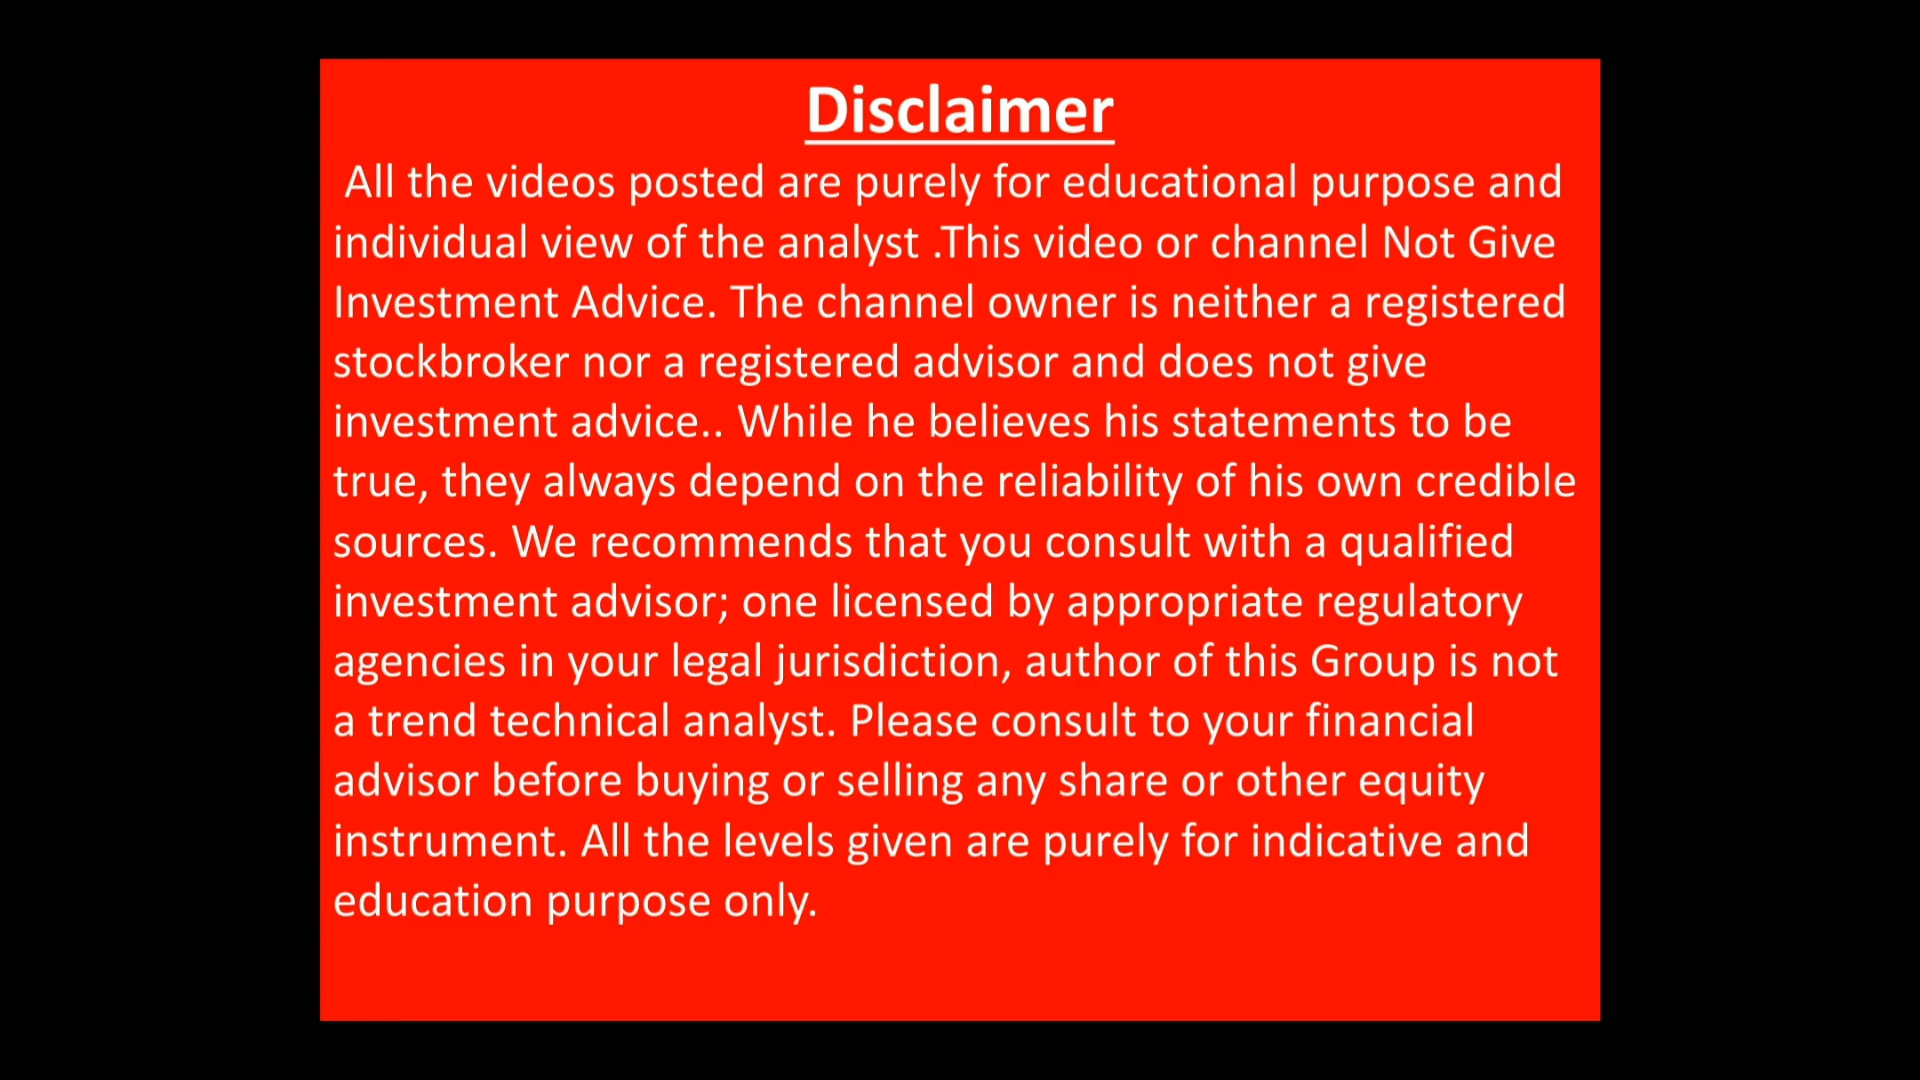 Disclaimer
All the videos posted are purely for educational purpose and
individual view of the analyst .This video or channel Not Give
Investment Advice. The channel owner is neither a registered
stockbroker nor a registered advisor and does not give
investment advice.. While he believes his statements to be
true, they always depend on the reliability of his own credible
sources. We recommends that you consult with a qualified
investment advisor; one licensed by appropriate regulatory
agencies in your legal jurisdiction, author of this Group is not
a trend technical analyst. Please consult to your financial
advisor before buying or selling any share or other equity
instrument. All the levels given are purely for indicative and
education purpose only.